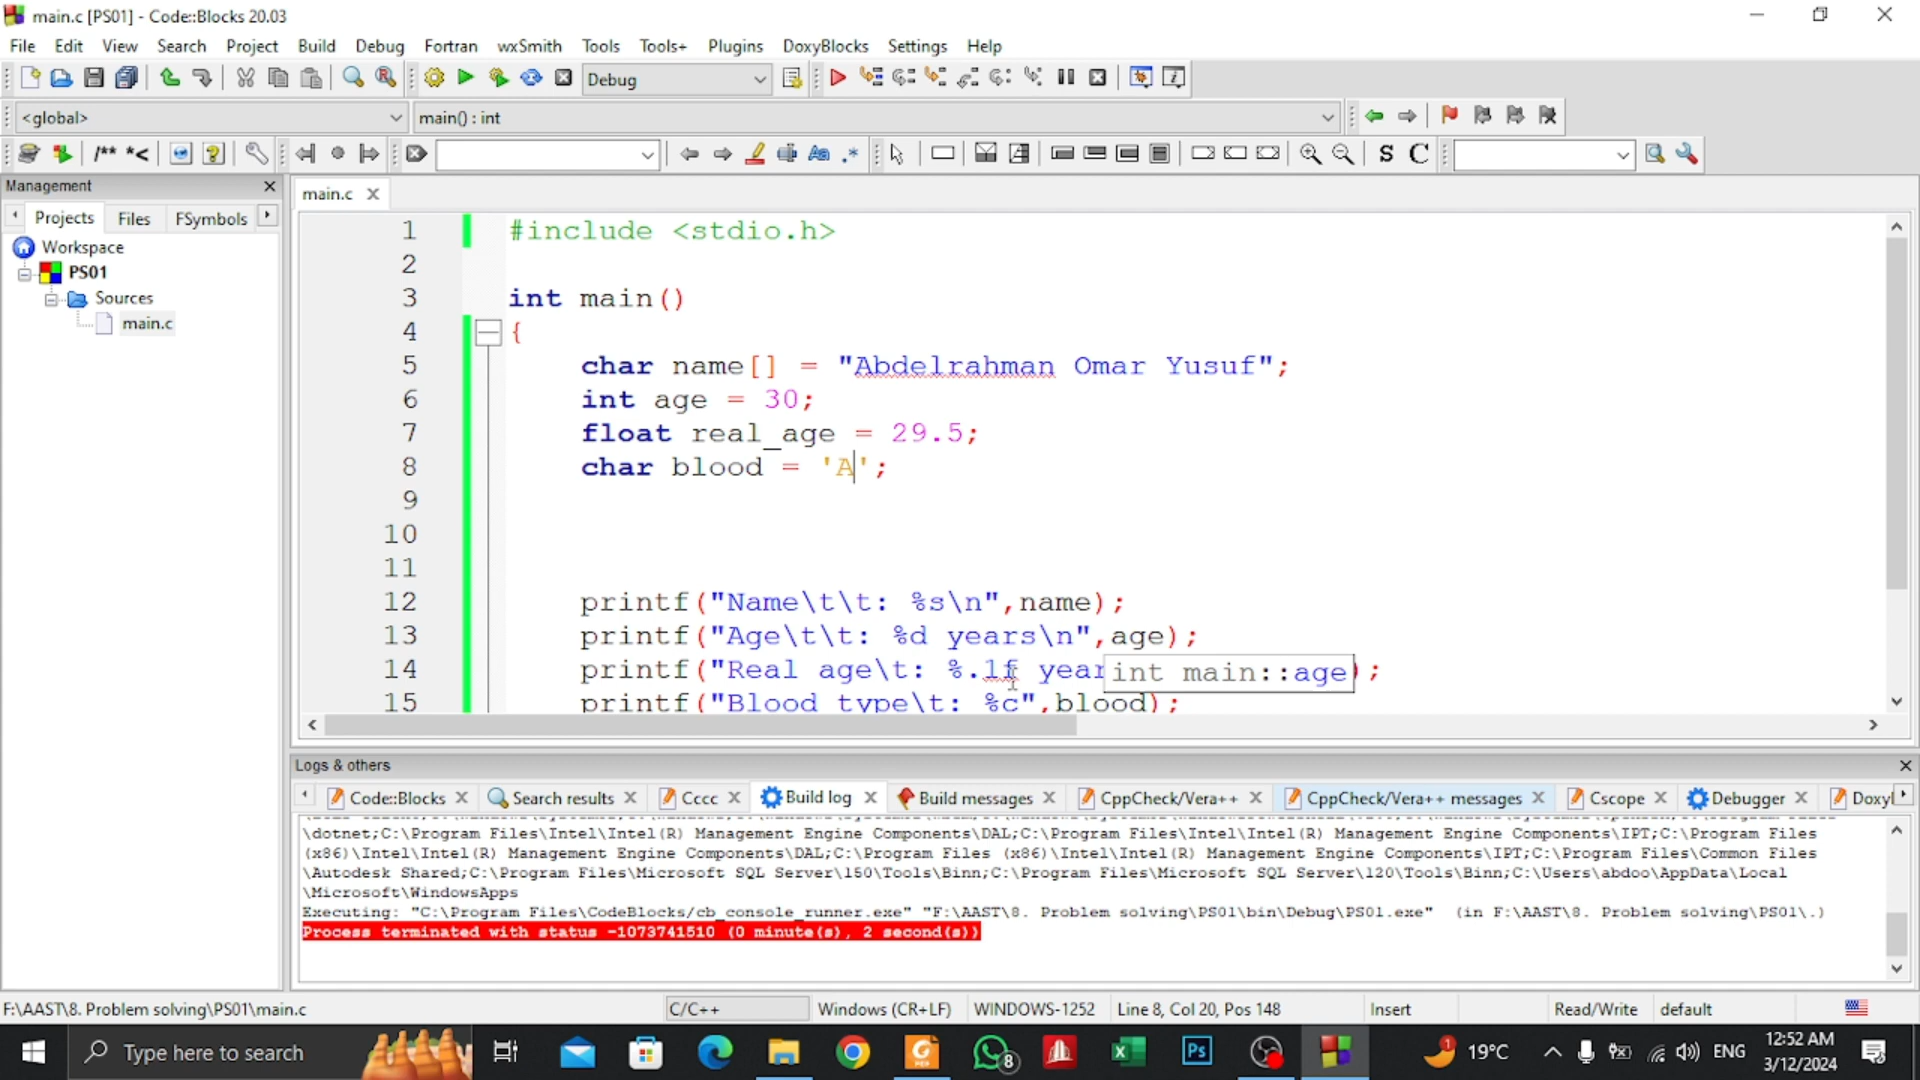 main.c [PS01] - Code::Blocks 20.03
File Edit View Search Project Build Debug Fortran wxSmith Tools Tools+ Plugins DoxyBlocks Settings Help
Debug
<global> main() : int
/** *< Aa .* S C
Management
main.c
Projects Files FSymbols
Workspace
PS01
Sources
main.c
1 #include <stdio.h>
2
3 int main()
4 {
5 char name[] = "Abdelrahman Omar Yusuf";
6 int age = 30;
7 float real_age = 29.5;
8 char blood = 'A';
9
10
11
12 printf("Name\t\t: %s\n",name);
13 printf("Age\t\t: %d years\n",age);
14 printf("Real age\t: %.1f year int main::age );
15 printf("Blood type\t: %c",blood);
Logs & others
Code::Blocks Search results Cccc Build log Build messages CppCheck/Vera++ CppCheck/Vera++ messages Cscope Debugger Doxyl
\dotnet;C:\Program Files\Intel\Intel(R) Management Engine Components\DAL;C:\Program Files\Intel\Intel(R) Management Engine Components\IPT;C:\Program Files
(x86)\Intel\Intel(R) Management Engine Components\DAL;C:\Program Files (x86)\Intel\Intel(R) Management Engine Components\IPT;C:\Program Files\Common Files
\Autodesk Shared;C:\Program Files\Microsoft SQL Server\150\Tools\Binn;C:\Program Files\Microsoft SQL Server\120\Tools\Binn;C:\Users\abdoo\AppData\Local
\Microsoft\WindowsApps
Executing: "C:\Program Files\CodeBlocks/cb_console_runner.exe" "F:\AAST\8. Problem solving\PS01\bin\Debug\PS01.exe" (in F:\AAST\8. Problem solving\PS01\.)
Process terminated with status -1073741510 (0 minute(s), 2 second(s))
F:\AAST\8. Problem solving\PS01\main.c C/C++ Windows (CR+LF) WINDOWS-1252 Line 8, Col 20, Pos 148 Insert Read/Write default
Type here to search 8 Ps 1 19°C ENG 12:52 AM
3/12/2024